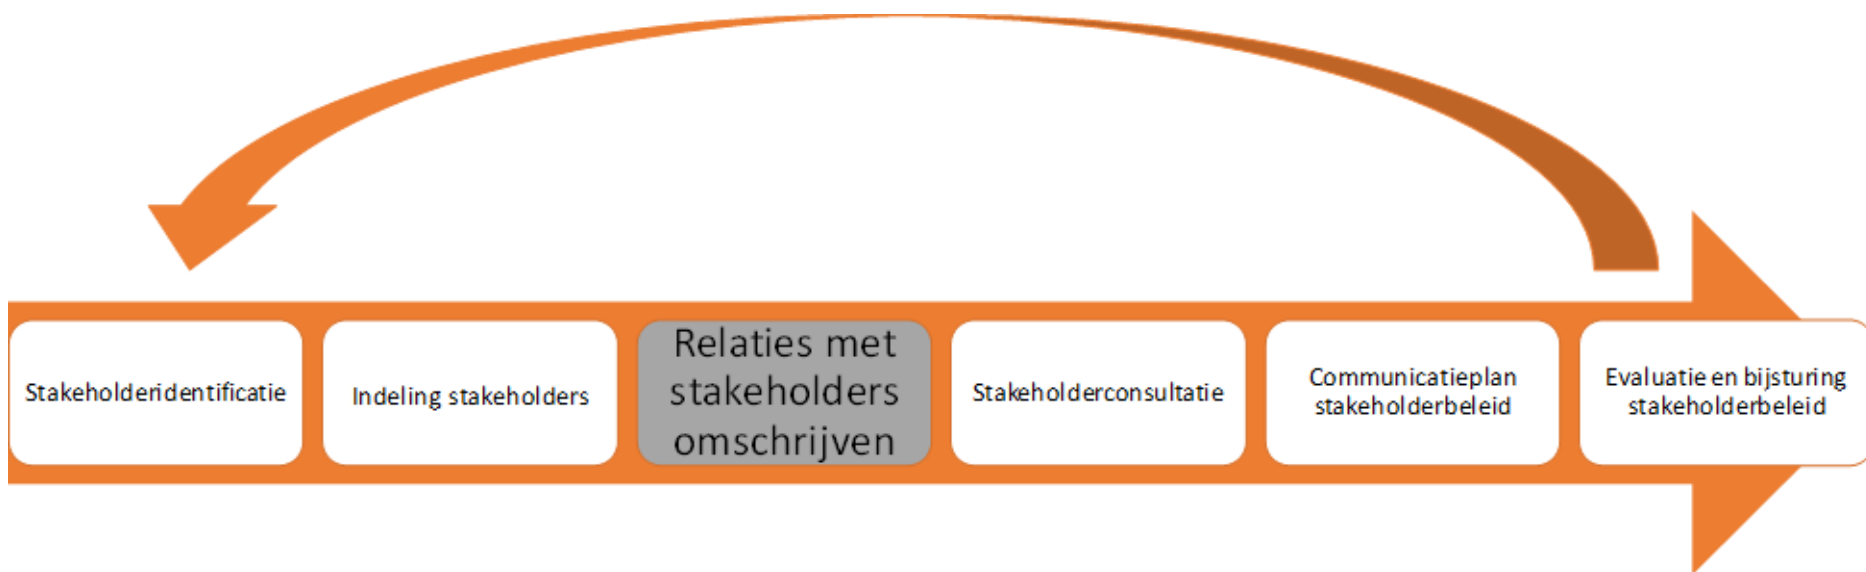 Stakeholderidentificatie
Indeling stakeholders
Relaties met
stakeholders
omschrijven
Stakeholderconsultatie
Communicatieplan
stakeholderbeleid
Evaluatie en bijsturing
stakeholderbeleid